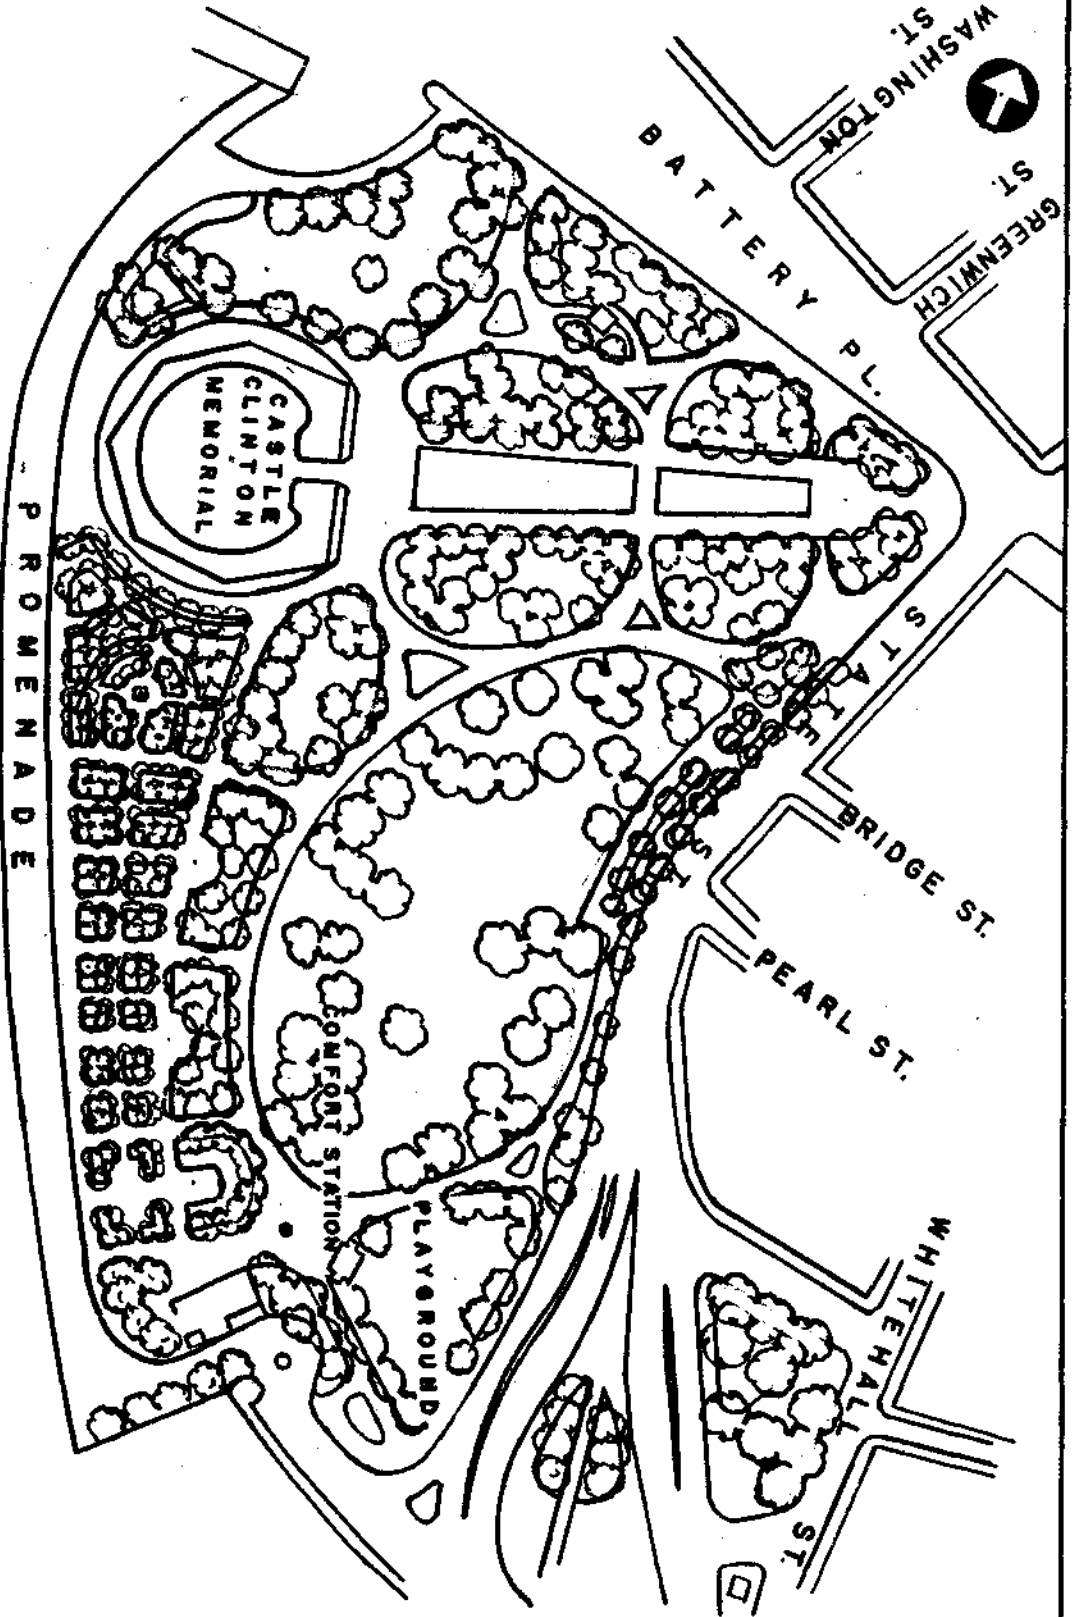 WASHINGTON
ST.
GREENWICH
ST.
BATTERY PL.
STATE
ST.
BRIDGE ST.
PEARL ST.
WHITEHALL
ST.
CASTLE
CLINTON
MEMORIAL
PROMENADE
COMFORT STATION
PLAYGROUND